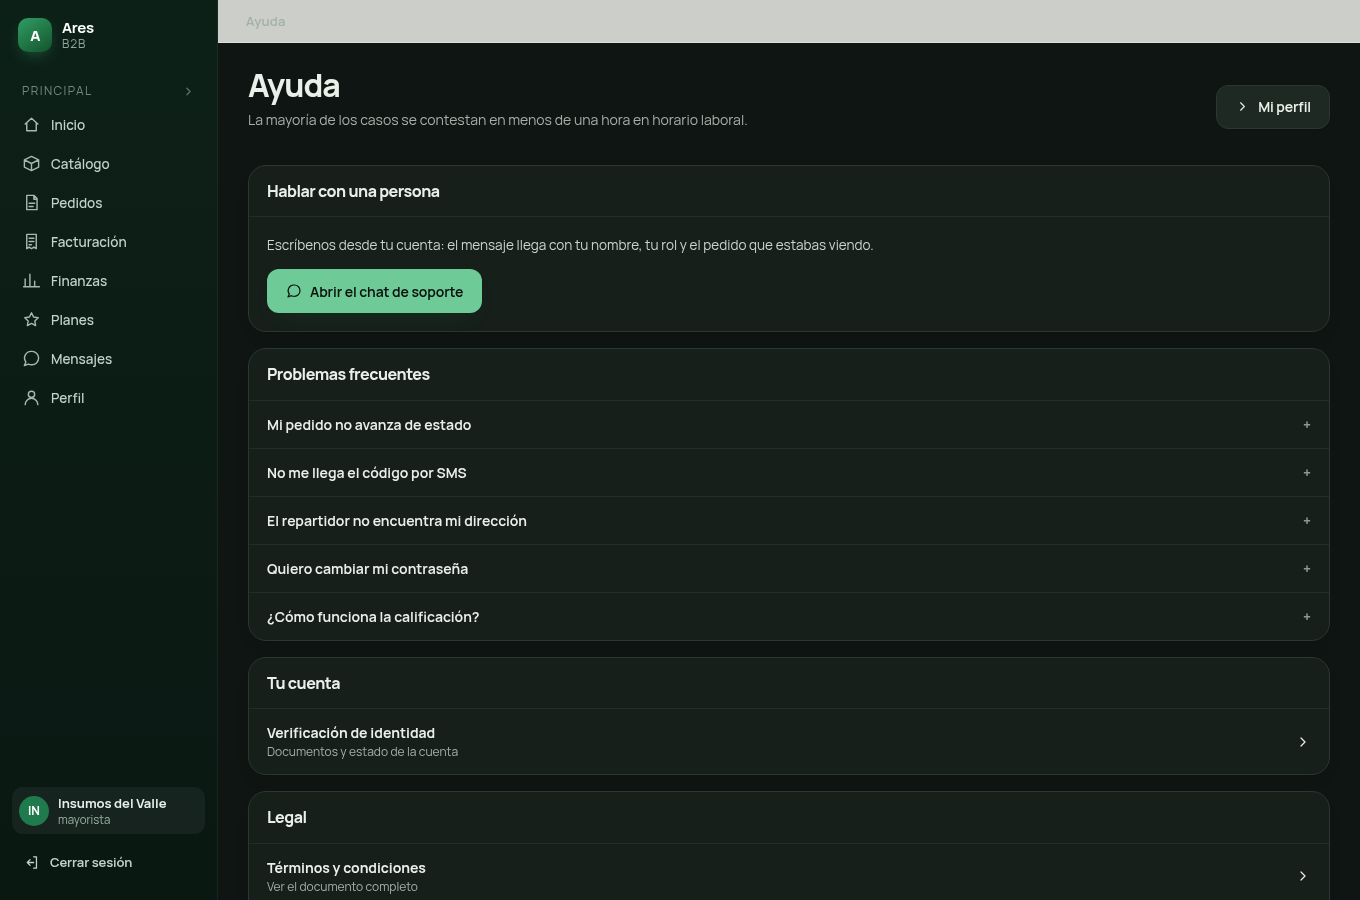 A
Ares
B2B
PRINCIPAL
Inicio
Catálogo
Pedidos
Facturación
Finanzas
Planes
Mensajes
Perfil
IN
Insumos del Valle
mayorista
Cerrar sesión
Ayuda
Ayuda
La mayoría de los casos se contestan en menos de una hora en horario laboral.
Mi perfil
Hablar con una persona
Escríbenos desde tu cuenta: el mensaje llega con tu nombre, tu rol y el pedido que estabas viendo.
Abrir el chat de soporte
Problemas frecuentes
Mi pedido no avanza de estado +
No me llega el código por SMS +
El repartidor no encuentra mi dirección +
Quiero cambiar mi contraseña +
¿Cómo funciona la calificación? +
Tu cuenta
Verificación de identidad
Documentos y estado de la cuenta
Legal
Términos y condiciones
Ver el documento completo